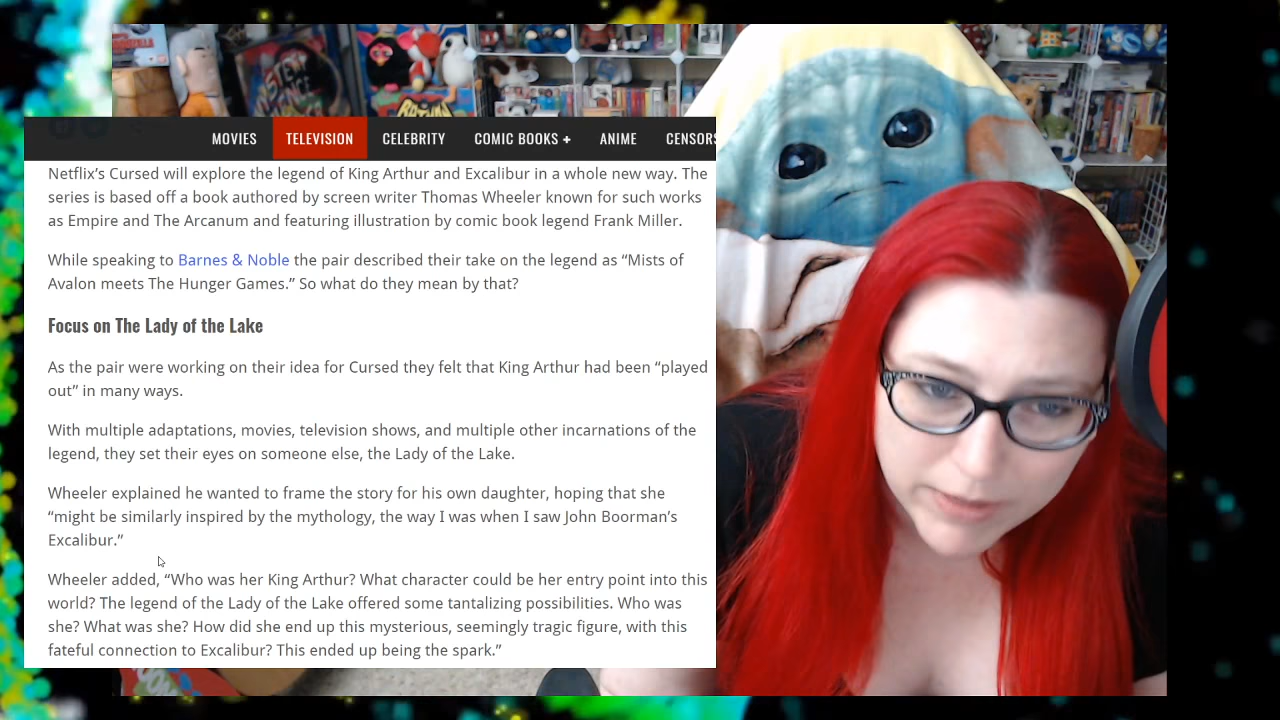 MOVIES TELEVISION CELEBRITY COMIC BOOKS + ANIME CENSORS
Netflix’s Cursed will explore the legend of King Arthur and Excalibur in a whole new way. The
series is based off a book authored by screen writer Thomas Wheeler known for such works
as Empire and The Arcanum and featuring illustration by comic book legend Frank Miller.
While speaking to Barnes & Noble the pair described their take on the legend as “Mists of
Avalon meets The Hunger Games.” So what do they mean by that?
Focus on The Lady of the Lake
As the pair were working on their idea for Cursed they felt that King Arthur had been “played
out” in many ways.
With multiple adaptations, movies, television shows, and multiple other incarnations of the
legend, they set their eyes on someone else, the Lady of the Lake.
Wheeler explained he wanted to frame the story for his own daughter, hoping that she
“might be similarly inspired by the mythology, the way I was when I saw John Boorman’s
Excalibur.”
Wheeler added, “Who was her King Arthur? What character could be her entry point into this
world? The legend of the Lady of the Lake offered some tantalizing possibilities. Who was
she? What was she? How did she end up this mysterious, seemingly tragic figure, with this
fateful connection to Excalibur? This ended up being the spark.”